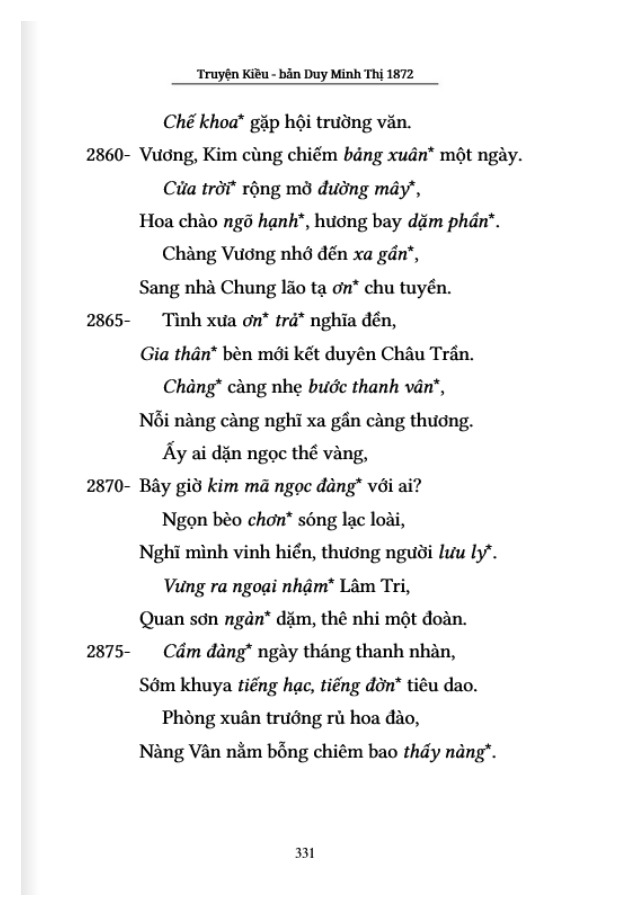 Truyện Kiều - bản Duy Minh Thị 1872
Chế khoa* gặp hội trường văn.
2860- Vương, Kim cùng chiếm bảng xuân* một ngày.
Cửa trời* rộng mở đường mây*,
Hoa chào ngõ hạnh*, hương bay dặm phần*.
Chàng Vương nhớ đến xa gần*,
Sang nhà Chung lão tạ ơn* chu tuyền.
2865- Tình xưa ơn* trả* nghĩa đền,
Gia thân* bèn mới kết duyên Châu Trần.
Chàng* càng nhẹ bước thanh vân*,
Nỗi nàng càng nghĩ xa gần càng thương.
Ấy ai dặn ngọc thề vàng,
2870- Bây giờ kim mã ngọc đàng* với ai?
Ngọn bèo chơn* sóng lạc loài,
Nghĩ mình vinh hiển, thương người lưu ly*.
Vưng ra ngoại nhậm* Lâm Tri,
Quan sơn ngàn* dặm, thê nhi một đoàn.
2875- Cầm đàng* ngày tháng thanh nhàn,
Sớm khuya tiếng hạc, tiếng đờn* tiêu dao.
Phòng xuân trướng rủ hoa đào,
Nàng Vân nằm bỗng chiêm bao thấy nàng*.
331